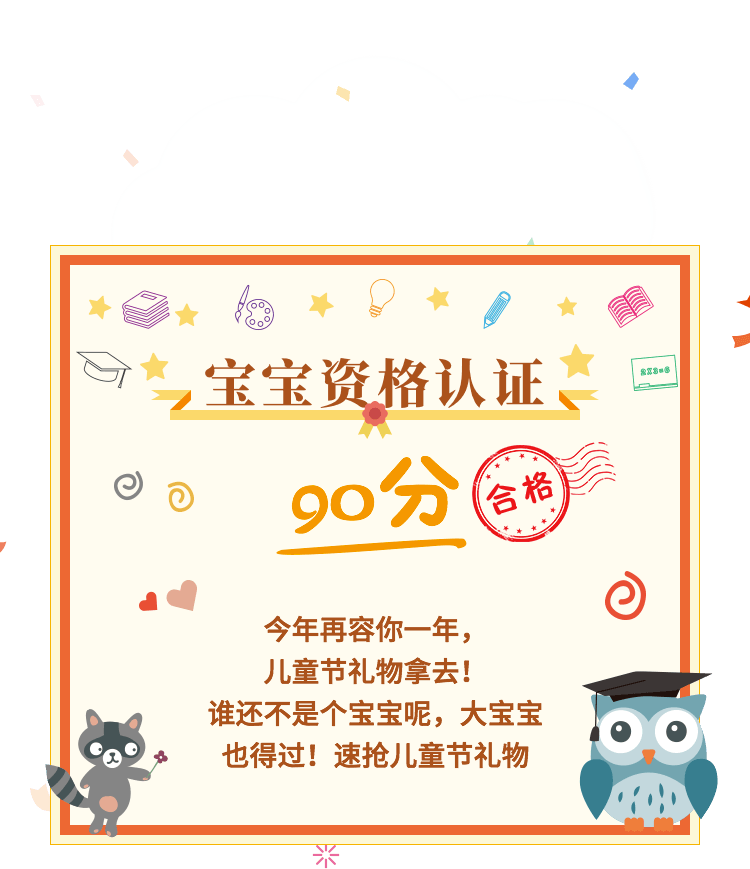 2X3=6
宝宝资格认证
90分
合格
今年再容你一年，
儿童节礼物拿去！
谁还不是个宝宝呢，大宝宝
也得过！速抢儿童节礼物